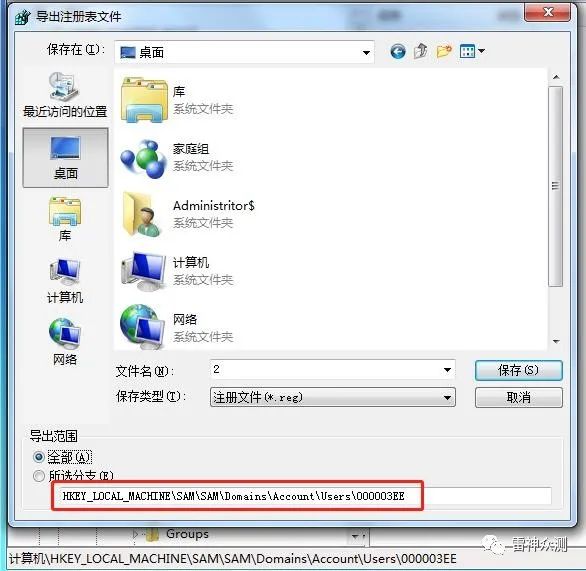 导出注册表文件
保存在(I):
桌面
最近访问的位置
桌面
库
计算机
网络
库
系统文件夹
家庭组
系统文件夹
Administritor$
系统文件夹
计算机
系统文件夹
网络
系统文件夹
文件名(N):
2
保存(S)
保存类型(T):
注册文件(*.reg)
取消
导出范围
全部(A)
所选分支(E)
HKEY_LOCAL_MACHINE\SAM\SAM\Domains\Account\Users\000003EE
Groups
雷神众测
计算机\HKEY_LOCAL_MACHINE\SAM\SAM\Domains\Account\Users\000003EE